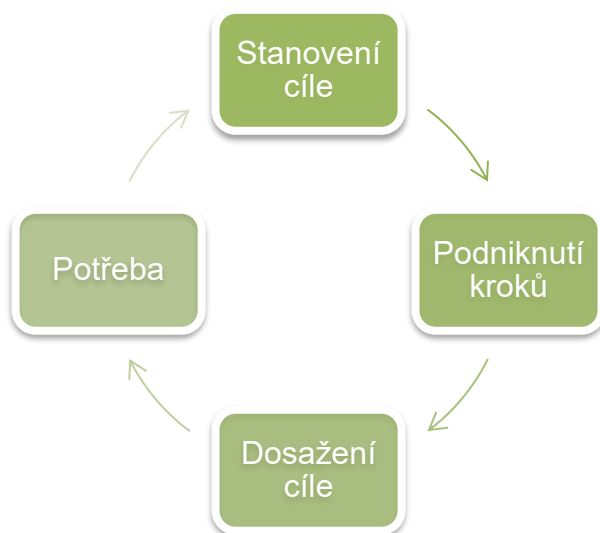 Stanovení
cíle
Podniknutí
kroků
Dosažení
cíle
Potřeba